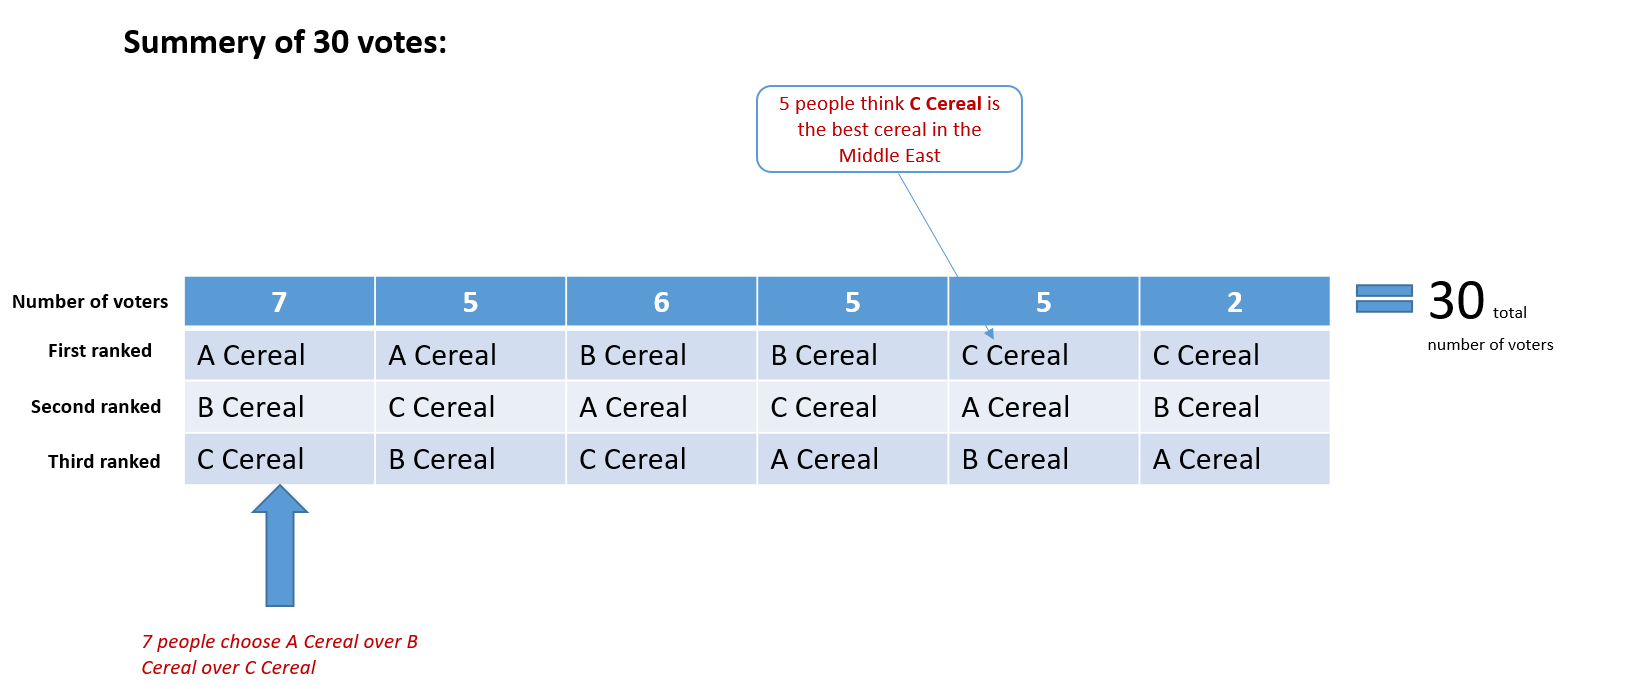 Summery of 30 votes:
5 people think C Cereal is
the best cereal in the
Middle East
Number of voters 7 5 6 5 5 2 30 total
number of voters
First ranked A Cereal A Cereal B Cereal B Cereal C Cereal C Cereal
Second ranked B Cereal C Cereal A Cereal C Cereal A Cereal B Cereal
Third ranked C Cereal B Cereal C Cereal A Cereal B Cereal A Cereal
7 people choose A Cereal over B
Cereal over C Cereal